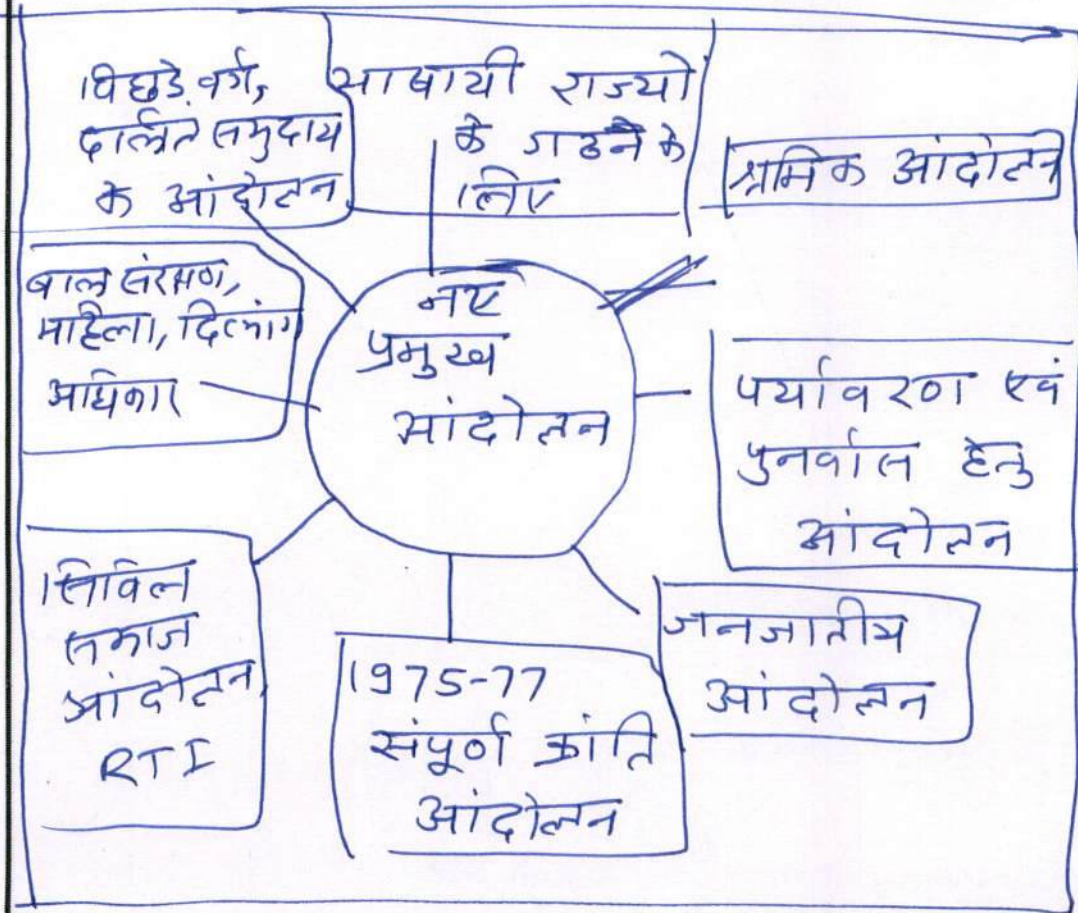 पिछडे वर्ग,
दलित समुदाय
क आंदोलन
भाषायी राज्यों
के गठने के
लिए
श्रमिक आंदोलन
बाल संरक्षण,
महिला, दिव्यांग
अधिकार
नए
प्रमुख
आंदोलन
पर्यावरण एवं
पुनर्वास हेतु
आंदोलन
सिविल
समाज
आंदोलन,
RTI
1975-77
संपूर्ण क्रांति
आंदोलन
जनजातीय
आंदोलन